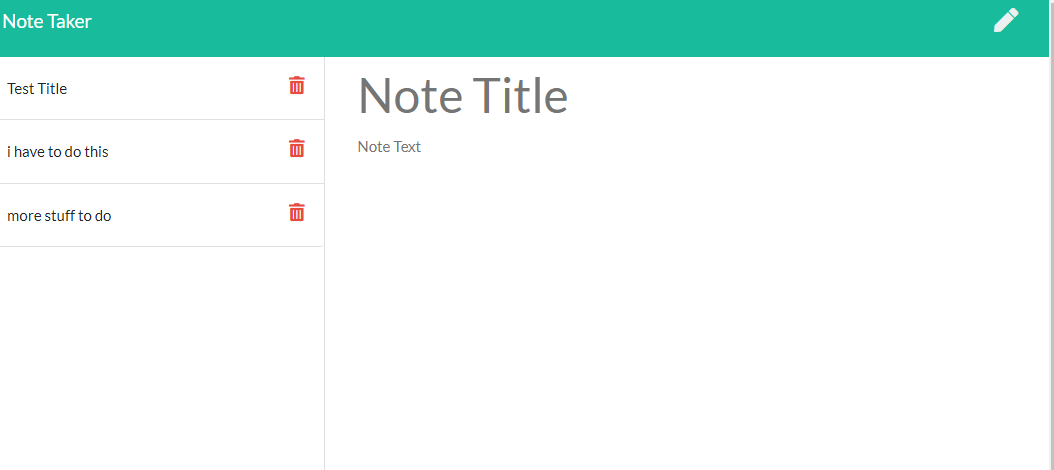 Note Taker
Test Title
i have to do this
more stuff to do
Note Title
Note Text